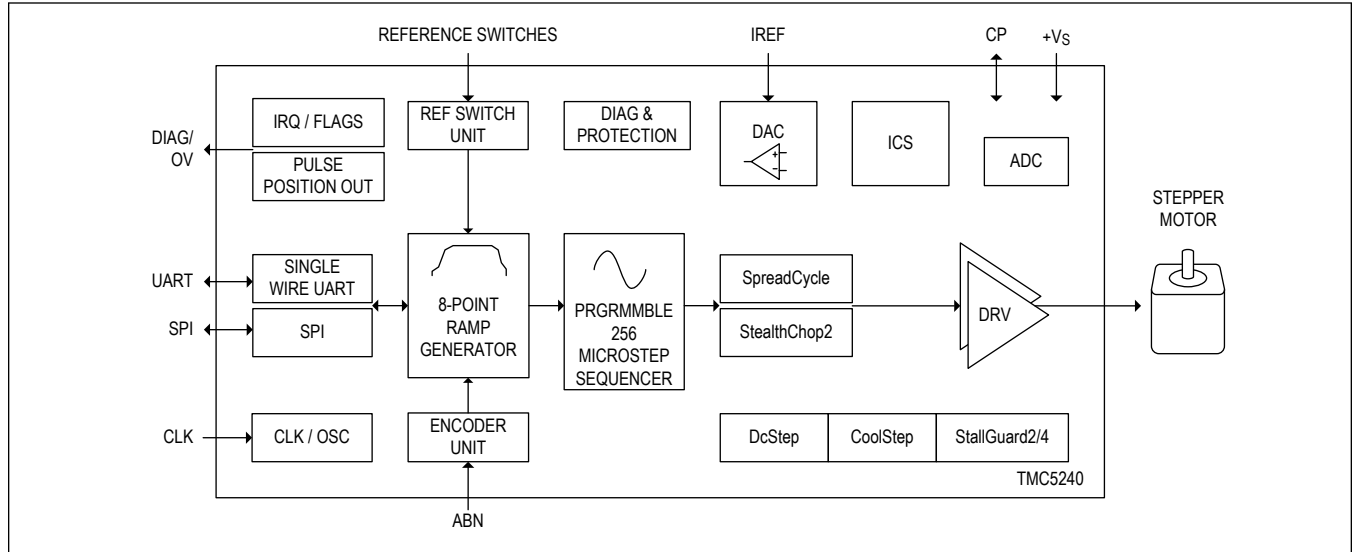 REFERENCE SWITCHES
IREF
CP
+VS
IRQ / FLAGS
REF SWITCH
UNIT
DIAG &
PROTECTION
DAC
ICS
ADC
DIAG/
OV
PULSE
POSITION OUT
STEPPER
MOTOR
UART
SINGLE
WIRE UART
SPI
SPI
8-POINT
RAMP
GENERATOR
PRGRMMBLE
256
MICROSTEP
SEQUENCER
SpreadCycle
StealthChop2
DRV
CLK
CLK / OSC
ENCODER
UNIT
DcStep
CoolStep
StallGuard2/4
TMC5240
ABN